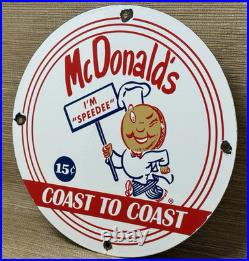 McDonald's
I'M
"SPEEDEE"
15¢
®
COAST TO COAST